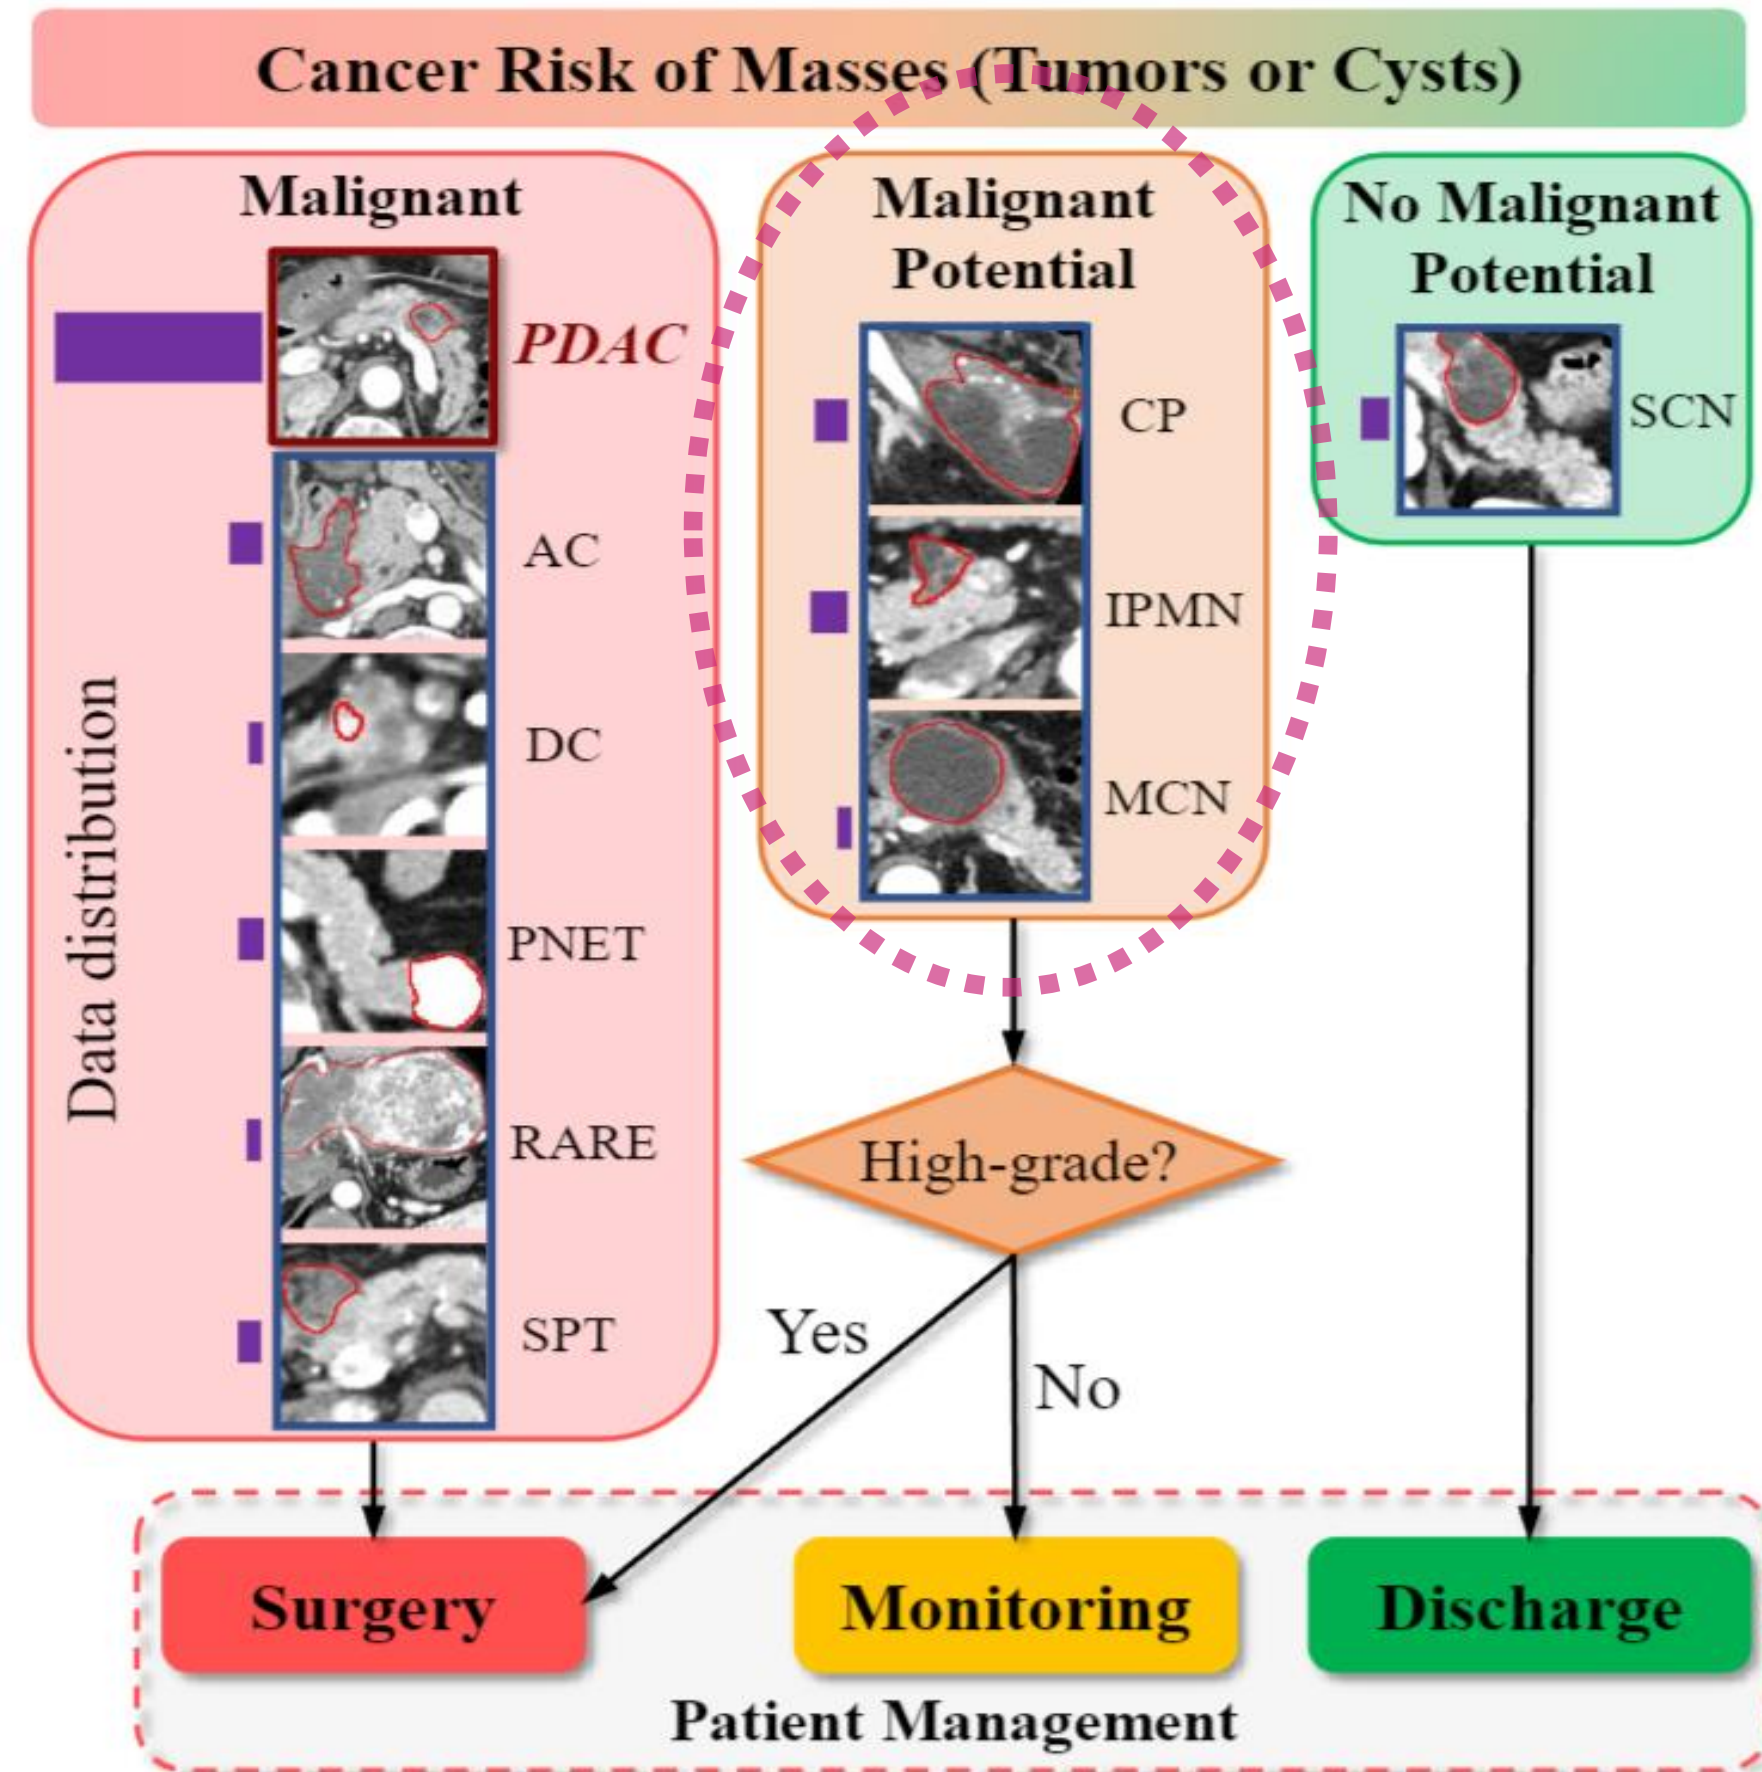 Cancer Risk of Masses (Tumors or Cysts)
Malignant
PDAC
AC
DC
PNET
RARE
SPT
Data distribution
Malignant
Potential
CP
IPMN
MCN
No Malignant
Potential
SCN
High-grade?
Yes
No
Surgery
Monitoring
Discharge
Patient Management